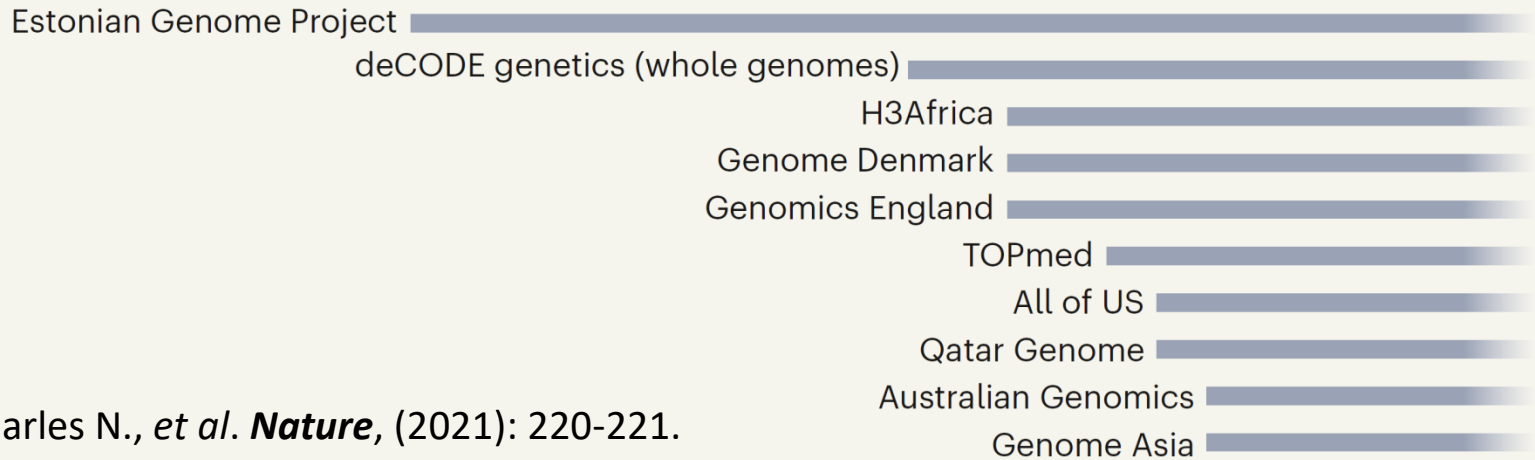 Estonian Genome Project
deCODE genetics (whole genomes)
H3Africa
Genome Denmark
Genomics England
TOPmed
All of US
Qatar Genome
Australian Genomics
arles N., et al. Nature, (2021): 220-221.
Genome Asia